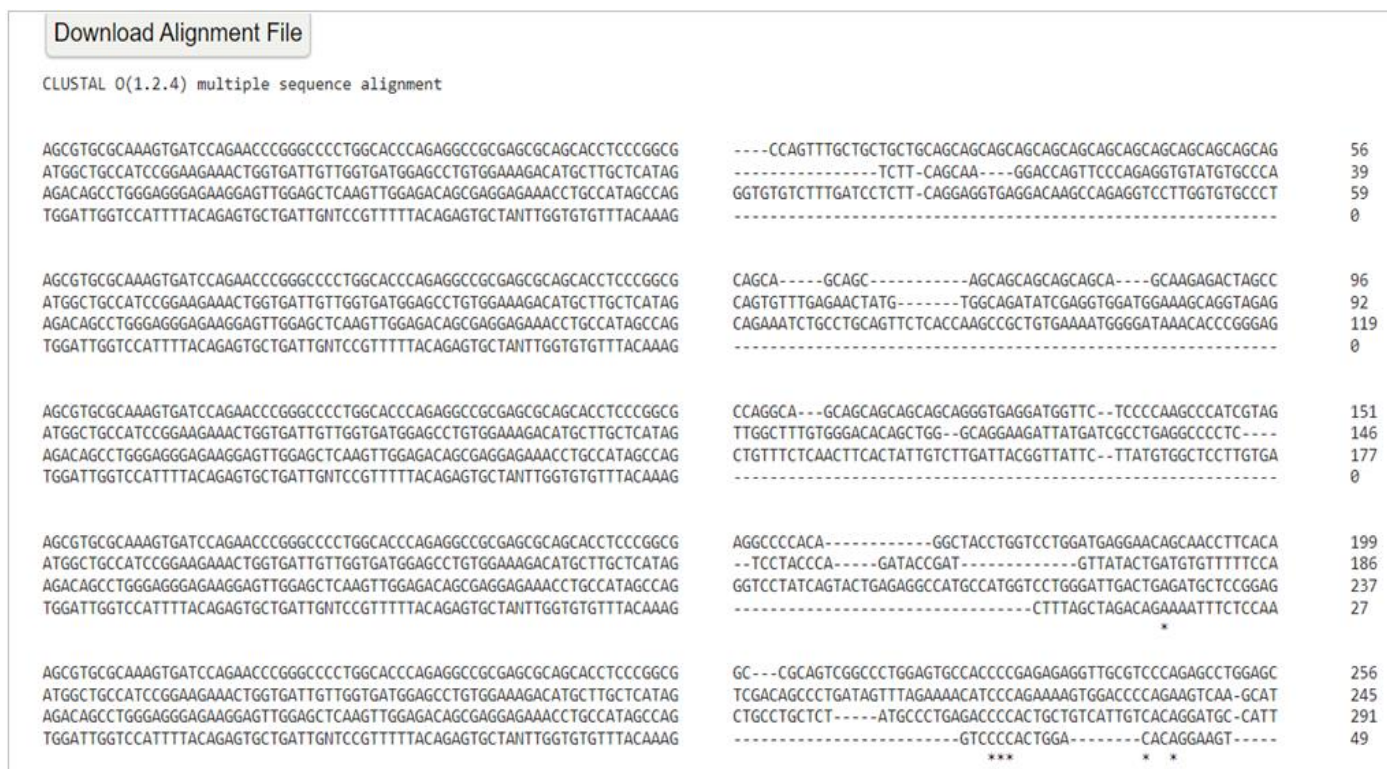 Download Alignment File
CLUSTAL O(1.2.4) multiple sequence alignment
AGCGTGCGCAAAGTGATCCAGAACCCGGGCCCCTGGCACCCAGAGGCCGCGAGCGCAGCACCTCCCGGCG ----CCAGTTTGCTGCTGCTGCAGCAGCAGCAGCAGCAGCAGCAGCAGCAGCAGCAGCAG 56
ATGGCTGCCATCCGGAAGAAACTGGTGATTGTTGGTGATGGAGCCTGTGGAAAGACATGCTTGCTCATAG ----------------TCTT-CAGCAA----GGACCAGTTCCCAGAGGTGTATGTGCCCA 39
AGACAGCCTGGGAGGGAGAAGGAGTTGGAGCTCAAGTTGGAGACAGCGAGGAGAAACCTGCCATAGCCAG GGTGTGTCTTTGATCCTCTT-CAGGAGGTGAGGACAAGCCAGAGGTCCTTGGTGTGCCCT 59
TGGATTGGTCCATTTTACAGAGTGCTGATTGNTCCGTTTTTACAGAGTGCTANTTGGTGTGTTTACAAAG ------------------------------------------------------------ 0
AGCGTGCGCAAAGTGATCCAGAACCCGGGCCCCTGGCACCCAGAGGCCGCGAGCGCAGCACCTCCCGGCG CAGCA-----GCAGC-----------AGCAGCAGCAGCAGCA----GCAAGAGACTAGCC 96
ATGGCTGCCATCCGGAAGAAACTGGTGATTGTTGGTGATGGAGCCTGTGGAAAGACATGCTTGCTCATAG CAGTGTTTGAGAACTATG-------TGGCAGATATCGAGGTGGATGGAAAGCAGGTAGAG 92
AGACAGCCTGGGAGGGAGAAGGAGTTGGAGCTCAAGTTGGAGACAGCGAGGAGAAACCTGCCATAGCCAG CAGAAATCTGCCTGCAGTTCTCACCAAGCCGCTGTGAAAATGGGGATAAACACCCGGGAG 119
TGGATTGGTCCATTTTACAGAGTGCTGATTGNTCCGTTTTTACAGAGTGCTANTTGGTGTGTTTACAAAG ------------------------------------------------------------ 0
AGCGTGCGCAAAGTGATCCAGAACCCGGGCCCCTGGCACCCAGAGGCCGCGAGCGCAGCACCTCCCGGCG CCAGGCA---GCAGCAGCAGCAGCAGGGTGAGGATGGTTC--TCCCCAAGCCCATCGTAG 151
ATGGCTGCCATCCGGAAGAAACTGGTGATTGTTGGTGATGGAGCCTGTGGAAAGACATGCTTGCTCATAG TTGGCTTTGTGGGACACAGCTGG--GCAGGAAGATTATGATCGCCTGAGGCCCCTC---- 146
AGACAGCCTGGGAGGGAGAAGGAGTTGGAGCTCAAGTTGGAGACAGCGAGGAGAAACCTGCCATAGCCAG CTGTTTCTCAACTTCACTATTGTCTTGATTACGGTTATTC--TTATGTGGCTCCTTGTGA 177
TGGATTGGTCCATTTTACAGAGTGCTGATTGNTCCGTTTTTACAGAGTGCTANTTGGTGTGTTTACAAAG ------------------------------------------------------------ 0
AGCGTGCGCAAAGTGATCCAGAACCCGGGCCCCTGGCACCCAGAGGCCGCGAGCGCAGCACCTCCCGGCG AGGCCCCACA------------GGCTACCTGGTCCTGGATGAGGAACAGCAACCTTCACA 199
ATGGCTGCCATCCGGAAGAAACTGGTGATTGTTGGTGATGGAGCCTGTGGAAAGACATGCTTGCTCATAG --TCCTACCCA-----GATACCGAT-------------GTTATACTGATGTGTTTTTCCA 186
AGACAGCCTGGGAGGGAGAAGGAGTTGGAGCTCAAGTTGGAGACAGCGAGGAGAAACCTGCCATAGCCAG GGTCCTATCAGTACTGAGAGGCCATGCCATGGTCCTGGGATTGACTGAGATGCTCCGGAG 237
TGGATTGGTCCATTTTACAGAGTGCTGATTGNTCCGTTTTTACAGAGTGCTANTTGGTGTGTTTACAAAG ---------------------------------CTTTAGCTAGACAGAAAATTTCTCCAA 27
*
AGCGTGCGCAAAGTGATCCAGAACCCGGGCCCCTGGCACCCAGAGGCCGCGAGCGCAGCACCTCCCGGCG GC---CGCAGTCGGCCCTGGAGTGCCACCCCGAGAGAGGTTGCGTCCCAGAGCCTGGAGC 256
ATGGCTGCCATCCGGAAGAAACTGGTGATTGTTGGTGATGGAGCCTGTGGAAAGACATGCTTGCTCATAG TCGACAGCCCTGATAGTTTAGAAAACATCCCAGAAAAGTGGACCCCAGAAGTCAA-GCAT 245
AGACAGCCTGGGAGGGAGAAGGAGTTGGAGCTCAAGTTGGAGACAGCGAGGAGAAACCTGCCATAGCCAG CTGCCTGCTCT-----ATGCCCTGAGACCCCACTGCTGTCATTGTCACAGGATGC-CATT 291
TGGATTGGTCCATTTTACAGAGTGCTGATTGNTCCGTTTTTACAGAGTGCTANTTGGTGTGTTTACAAAG -------------------------GTCCCCACTGGA--------CACAGGAAGT----- 49
*** * *